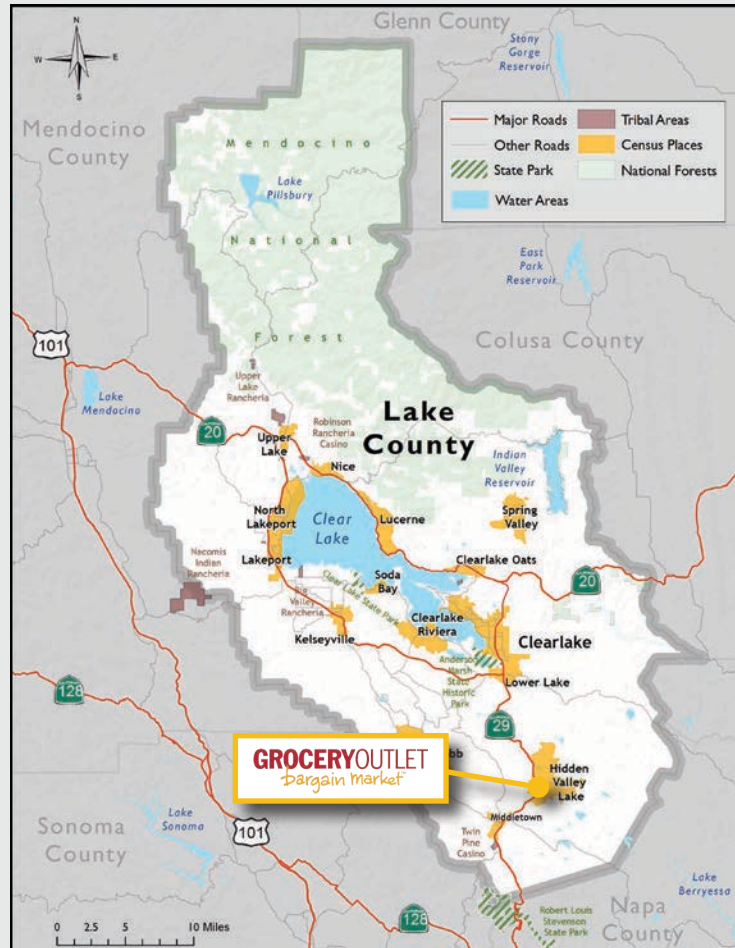 Glenn County
N
W
E
S
Stony
Gorge
Reservoir
Mendocino
County
Major Roads
Other Roads
State Park
Water Areas
Tribal Areas
Census Places
National Forests
Mendocino
Lake
Pillsbury
National
East
Park
Reservoir
Forest
Colusa County
101
Lake
Mendocino
Upper
Lake
Rancheria
20
Upper
Lake
Robinson
Rancheria
Casino
Lake
County
Nice
Indian
Valley
Reservoir
North
Lakeport
Clear
Lake
Lucerne
Spring
Valley
Nacomis
Indian
Rancheria
Lakeport
Clearlake Oats
20
Soda
Bay
Clear Lake State Park
Valley
Rancheria
Clearlake
Riviera
Kelseyville
Clearlake
Anderson
Marsh
State
Historic
Park
Lower Lake
128
29
GROCERYOUTLET
bargain market
bb
Hidden
Valley
Lake
Middletown
Twin
Pine
Casino
Sonoma
County
Lake
Sonoma
101
Lake
Berryessa
Napa
County
128
Robert Louis
Stevenson
State Park
0 2.5 5 10 Miles